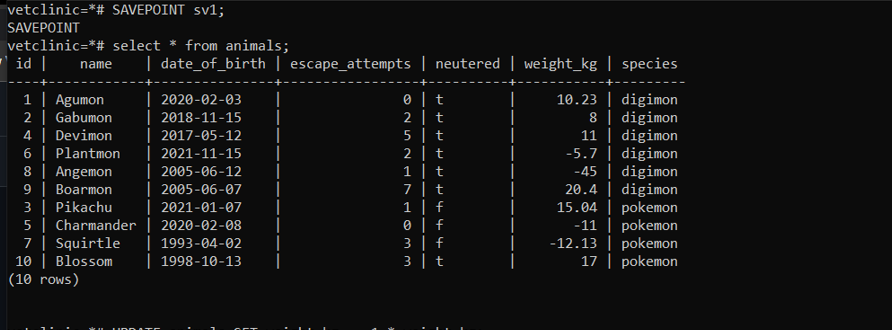 vetclinic=*# SAVEPOINT sv1;
SAVEPOINT
vetclinic=*# select * from animals;
 id |    name    | date_of_birth | escape_attempts | neutered | weight_kg | species
----+------------+---------------+-----------------+----------+-----------+---------
  1 | Agumon     | 2020-02-03    |               0 | t        |     10.23 | digimon
  2 | Gabumon    | 2018-11-15    |               2 | t        |         8 | digimon
  4 | Devimon    | 2017-05-12    |               5 | t        |        11 | digimon
  6 | Plantmon   | 2021-11-15    |               2 | t        |      -5.7 | digimon
  8 | Angemon    | 2005-06-12    |               1 | t        |       -45 | digimon
  9 | Boarmon    | 2005-06-07    |               7 | t        |      20.4 | digimon
  3 | Pikachu    | 2021-01-07    |               1 | f        |     15.04 | pokemon
  5 | Charmander | 2020-02-08    |               0 | f        |       -11 | pokemon
  7 | Squirtle   | 1993-04-02    |               3 | f        |    -12.13 | pokemon
 10 | Blossom    | 1998-10-13    |               3 | t        |        17 | pokemon
(10 rows)